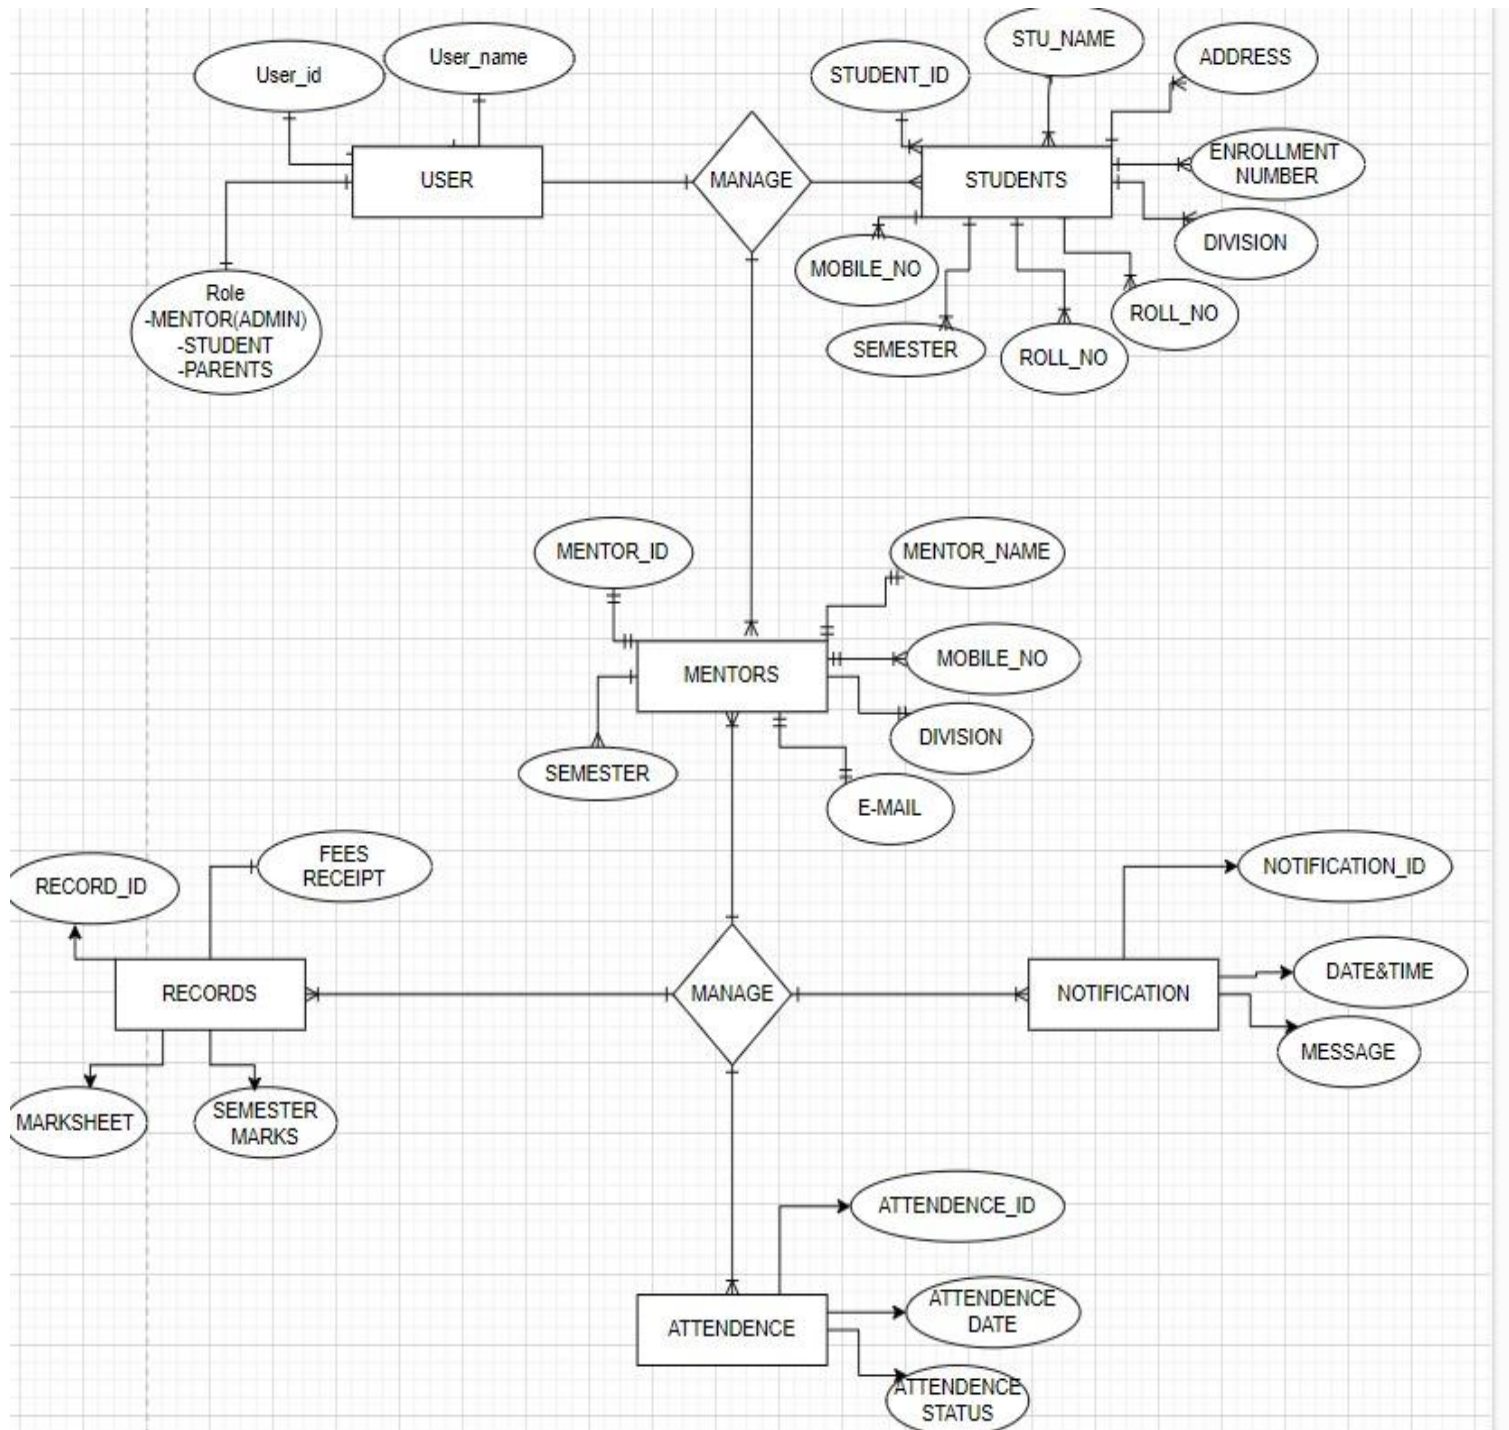 User_id
User_name
STUDENT_ID
STU_NAME
ADDRESS
USER
MANAGE
STUDENTS
ENROLLMENT
NUMBER
DIVISION
MOBILE_NO
SEMESTER
ROLL_NO
ROLL_NO
Role
-MENTOR(ADMIN)
-STUDENT
-PARENTS
MENTOR_ID
MENTOR_NAME
MENTORS
MOBILE_NO
DIVISION
SEMESTER
E-MAIL
RECORD_ID
FEES
RECEIPT
NOTIFICATION_ID
RECORDS
MANAGE
NOTIFICATION
DATE&TIME
MESSAGE
MARKSHEET
SEMESTER
MARKS
ATTENDENCE_ID
ATTENDENCE
ATTENDENCE
DATE
ATTENDENCE
STATUS